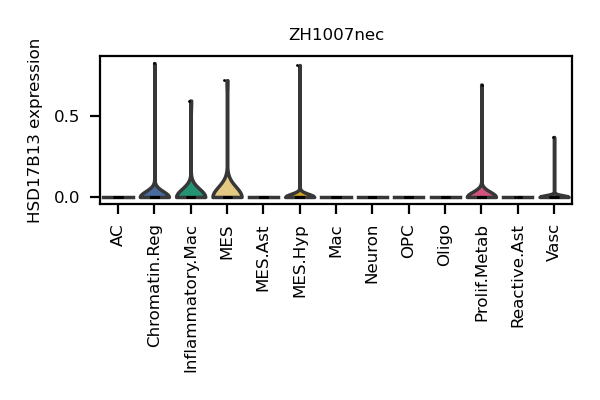 ZH1007nec
HSD17B13 expression
0.5
0.0
AC
Chromatin.Reg
Inflammatory.Mac
MES
MES.Ast
MES.Hyp
Mac
Neuron
OPC
Oligo
Prolif.Metab
Reactive.Ast
Vasc